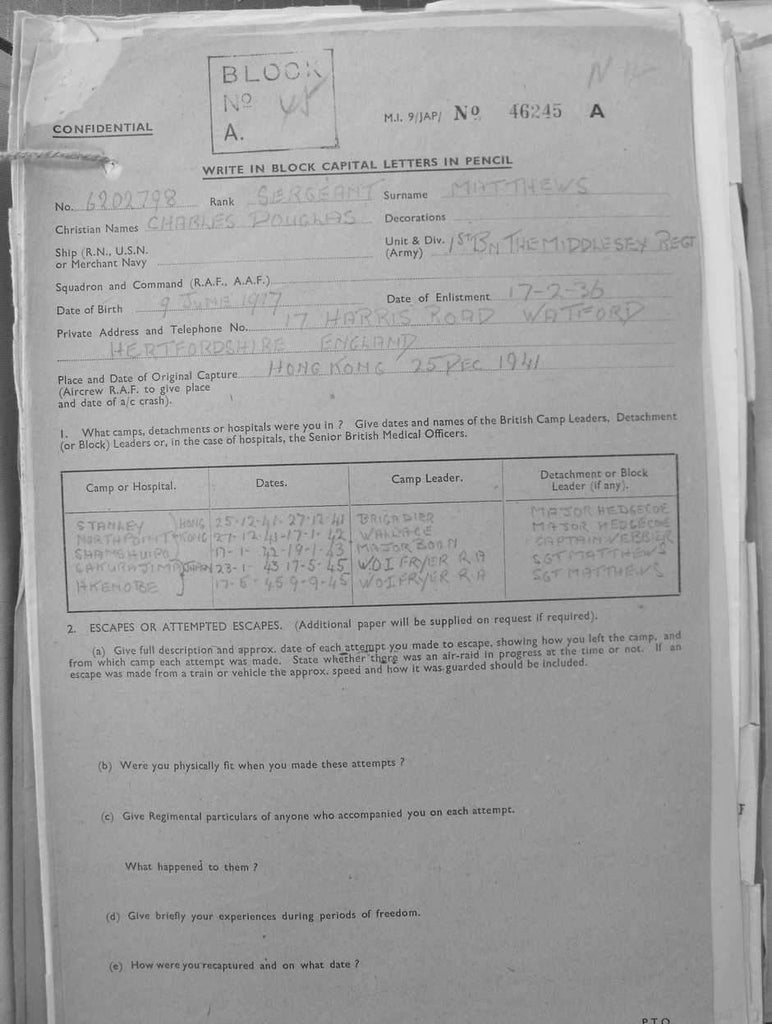 BLOCK
Nº
A.
M.I. 9/JAP/ Nº 46245 A
CONFIDENTIAL
WRITE IN BLOCK CAPITAL LETTERS IN PENCIL
No. 6202798 Rank SERGEANT Surname MATTHEWS
Christian Names CHARLES DOUGLAS Decorations
Ship (R.N., U.S.N. or Merchant Navy
Unit & Div. (Army) 1ST BN THE MIDDLESEX REGT
Squadron and Command (R.A.F., A.A.F.)
Date of Birth 9 JUNE 1917 Date of Enlistment 17-2-36
Private Address and Telephone No. 17 HARRIS ROAD WATFORD
HERTFORDSHIRE ENGLAND
Place and Date of Original Capture HONG KONG 25 DEC 1941
(Aircrew R.A.F. to give place
and date of a/c crash).
1. What camps, detachments or hospitals were you in ? Give dates and names of the British Camp Leaders, Detachment
(or Block) Leaders or, in the case of hospitals, the Senior British Medical Officers.
Camp or Hospital. Dates. Camp Leader. Detachment or Block Leader (if any).
STANLEY HONG 25-12-41-27-12-41 BRIGADIER MAJOR HEDGECOE
NORTHPOINT KONG 27-12-41-17-1-42 WALLACE MAJOR HEDGECOE
SHAMSHUIPO 17-1-42-19-1-43 MAJOR BOON CAPTAIN
SAKURAJIMA JAPAN 23-1-43 17-5-45 WOI FRYER R A SGT MATTHEWS
AKENOBE 17-5-45-9-9-45 WOI FRYER R A SGT MATTHEWS
2. ESCAPES OR ATTEMPTED ESCAPES. (Additional paper will be supplied on request if required).
(a) Give full description and approx. date of each attempt you made to escape, showing how you left the camp, and
from which camp each attempt was made. State whether there was an air-raid in progress at the time or not. If an
escape was made from a train or vehicle the approx. speed and how it was guarded should be included.
(b) Were you physically fit when you made these attempts ?
(c) Give Regimental particulars of anyone who accompanied you on each attempt.
What happened to them ?
(d) Give briefly your experiences during periods of freedom.
(e) How were you recaptured and on what date ?
P.T.O.